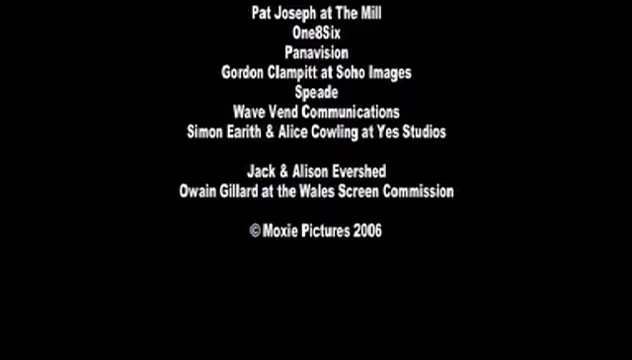 Pat Joseph at The Mill
One8Six
Panavision
Gordon Clampitt at Soho Images
Speade
Wave Vend Communications
Simon Earith & Alice Cowling at Yes Studios
Jack & Alison Evershed
Owain Gillard at the Wales Screen Commission
© Moxie Pictures 2006